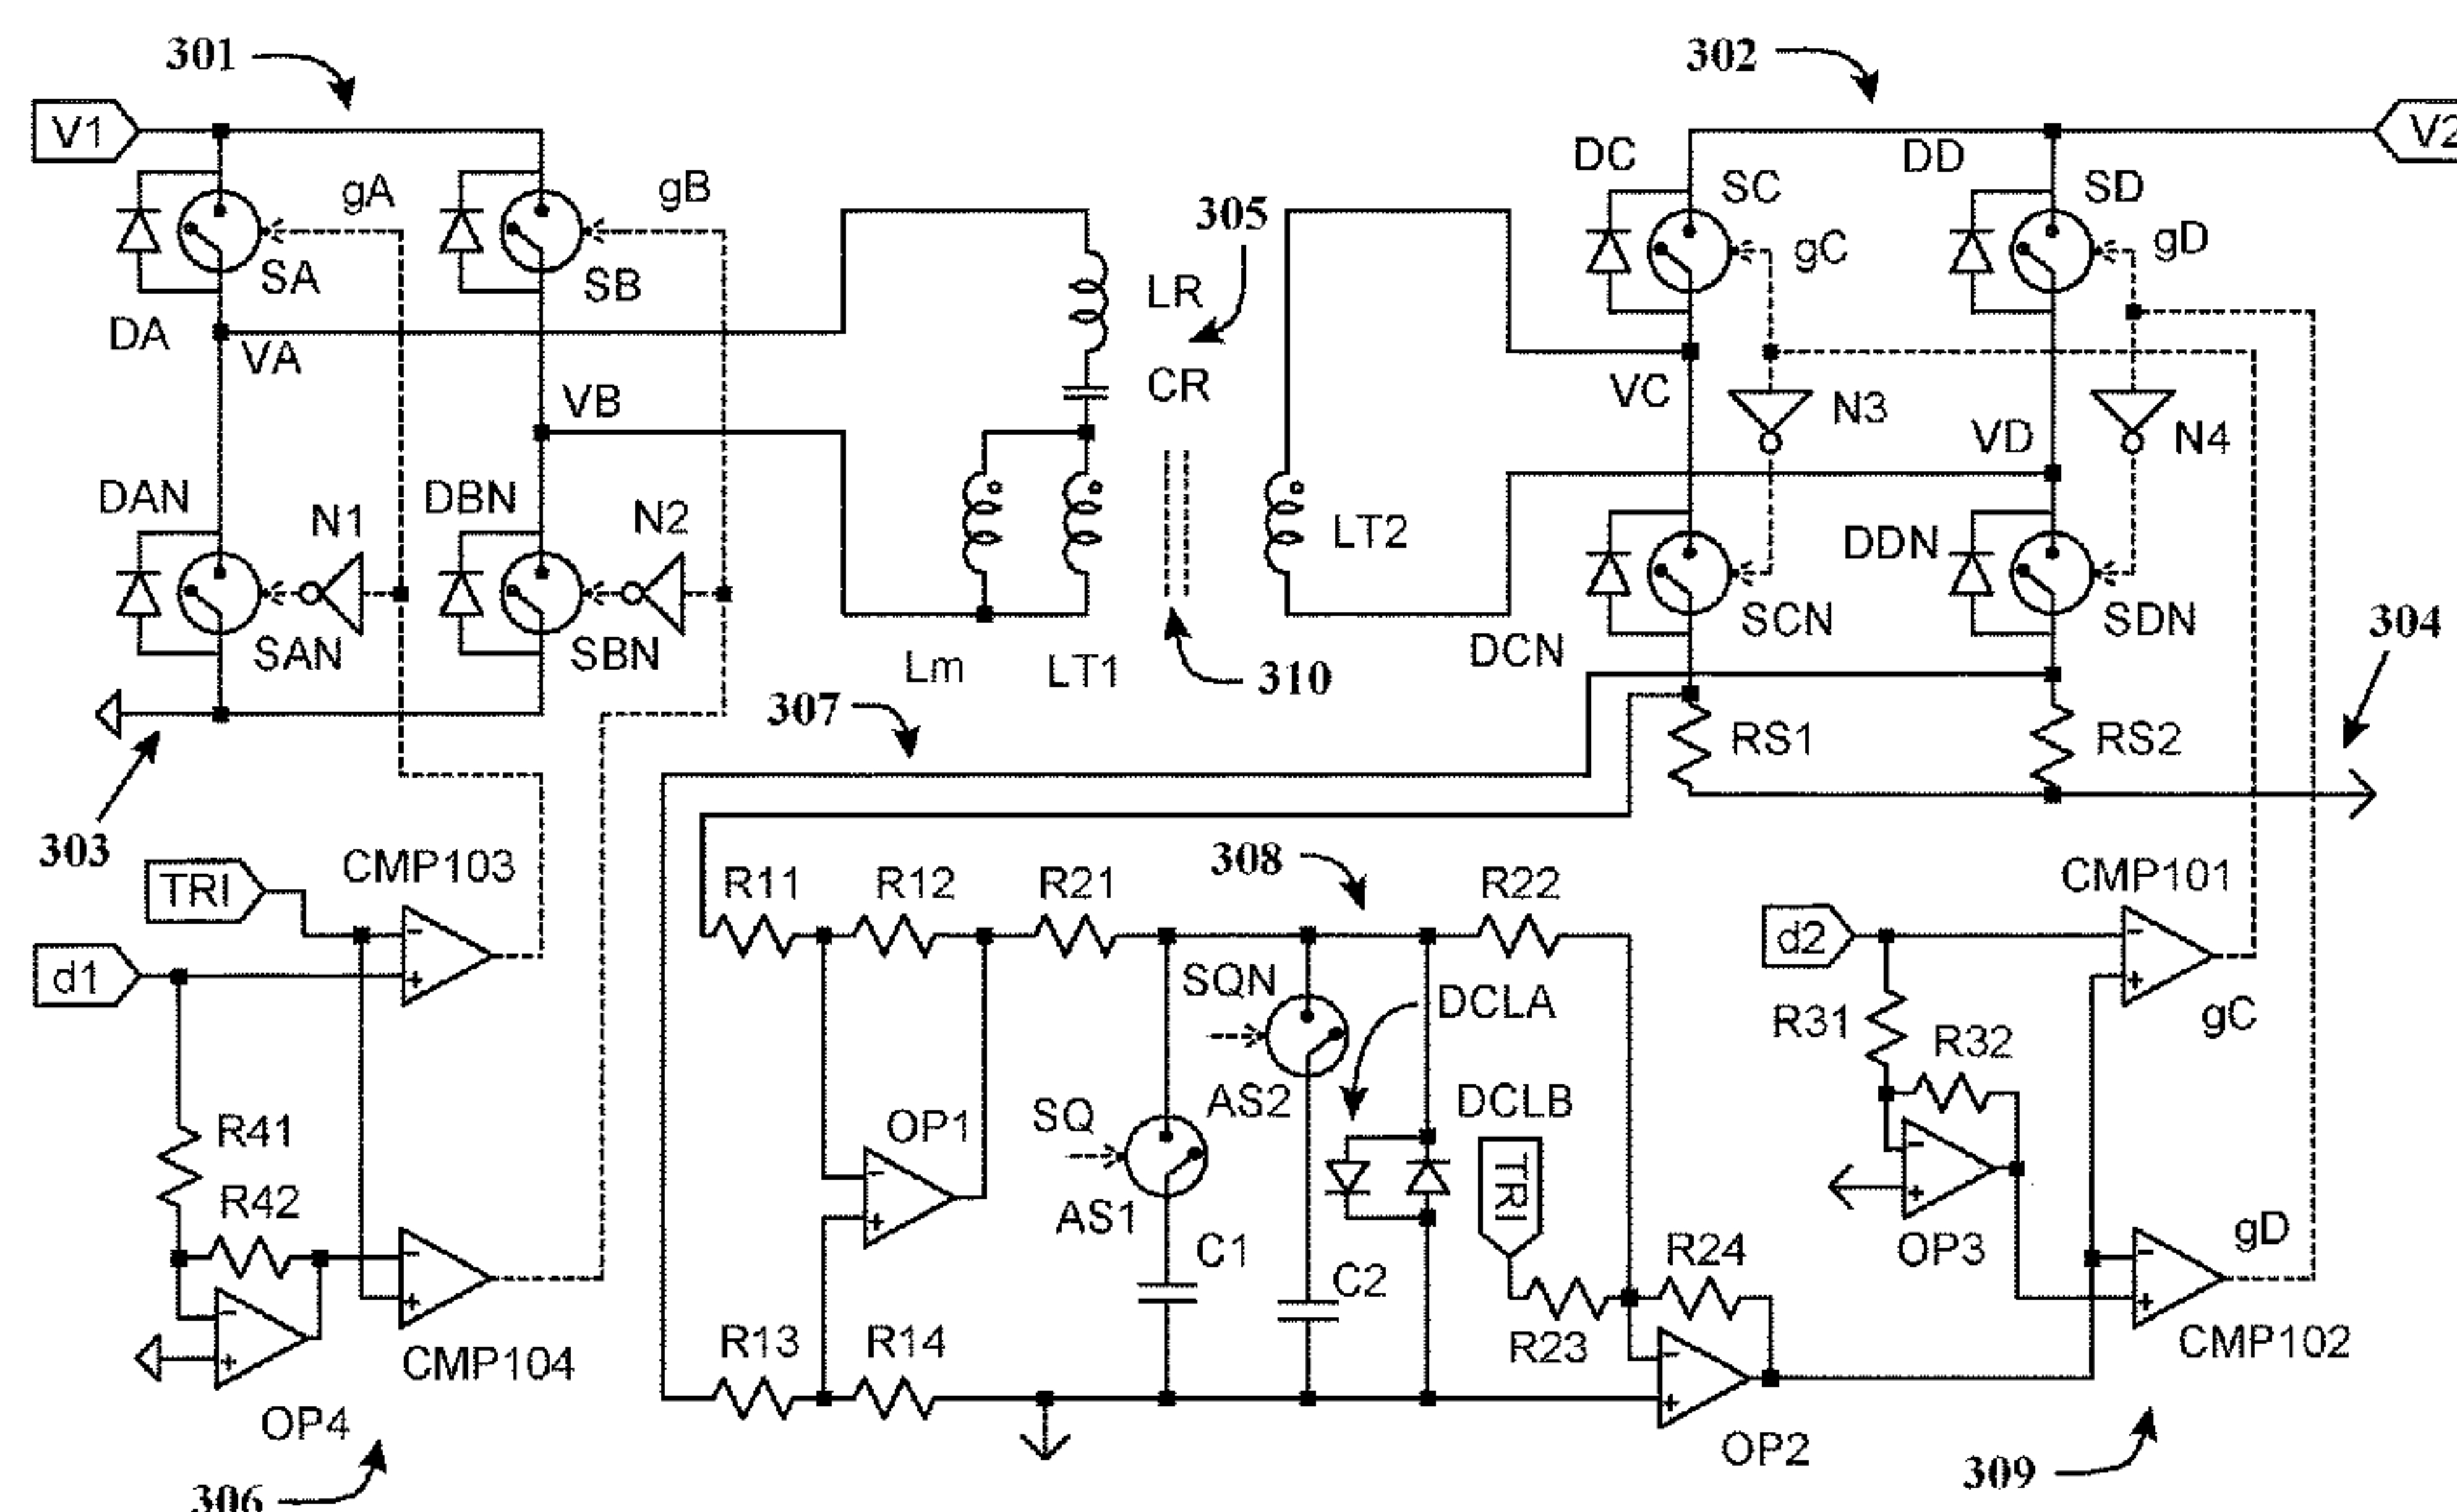 301
302
V1
V2
gA
gB
SA
SB
DA
VA
VB
DAN
N1
DBN
N2
SAN
SBN
303
LR
305
CR
Lm
LT1
310
LT2
DC
SC
gC
DD
SD
gD
VC
N3
VD
N4
DCN
SCN
DDN
SDN
304
RS1
RS2
307
TRI
CMP103
d1
R41
R42
OP4
CMP104
306
R11
R12
R21
308
R22
SQN
DCLA
AS2
SQ
AS1
OP1
DCLB
TRI
C1
C2
R13
R14
R23
R24
OP2
d2
CMP101
gC
R31
R32
OP3
gD
CMP102
309